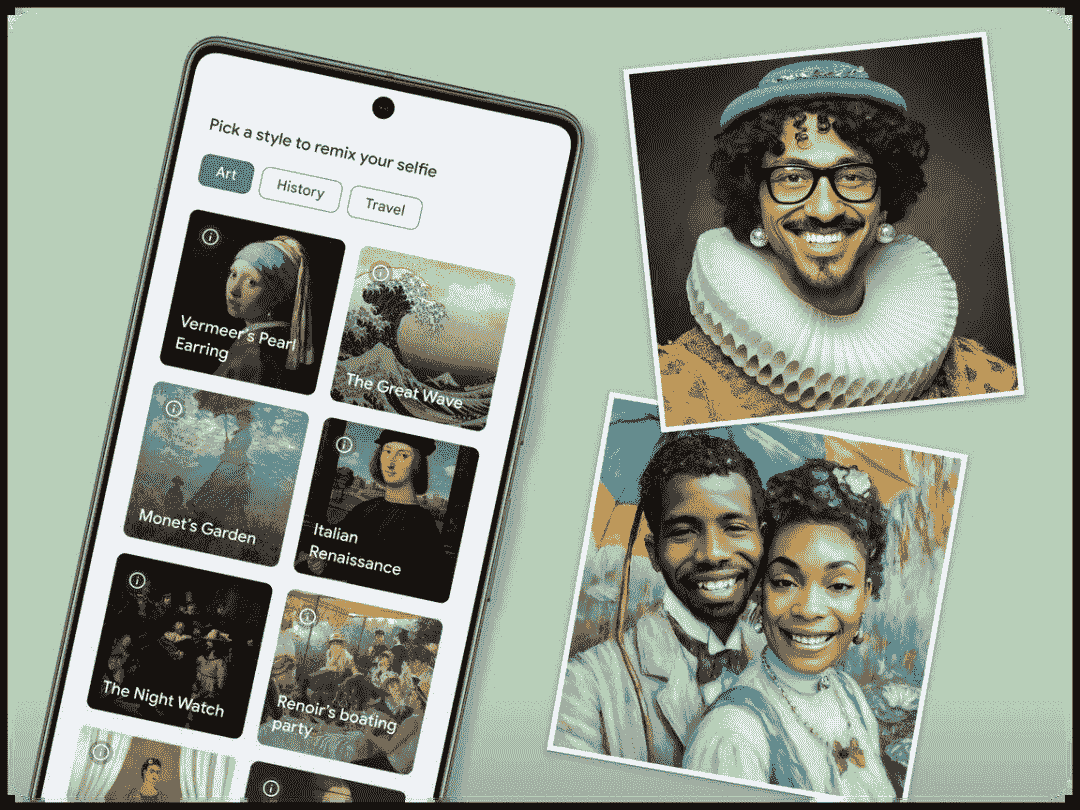 Pick a style to remix your selfie
Art
History
Travel
Vermeer's Pearl
Earring
The Great Wave
Monet's Garden
Italian
Renaissance
The Night Watch
Renoir's boating
party